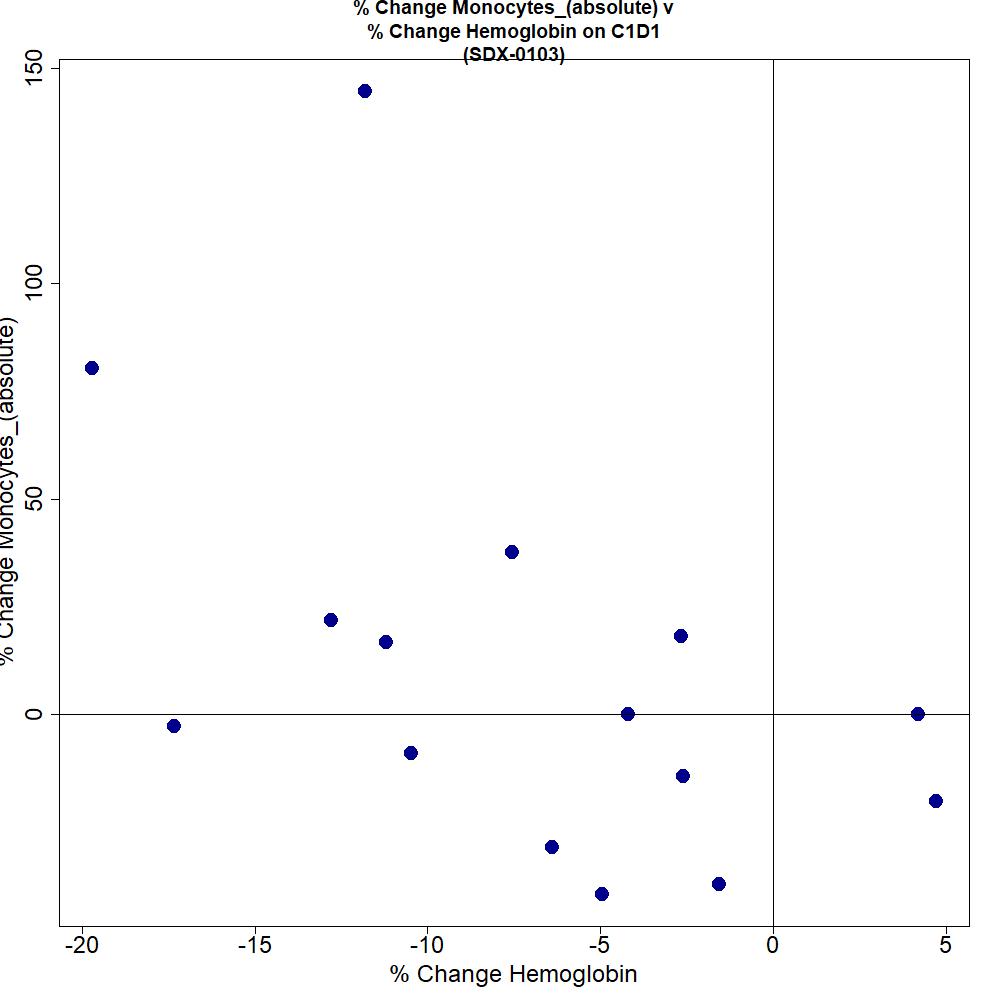 % Change Monocytes_(absolute) v
% Change Hemoglobin on C1D1
(SDX-0103)
% Change Monocytes_(absolute)
150
100
50
0
-20
-15
-10
-5
0
5
% Change Hemoglobin